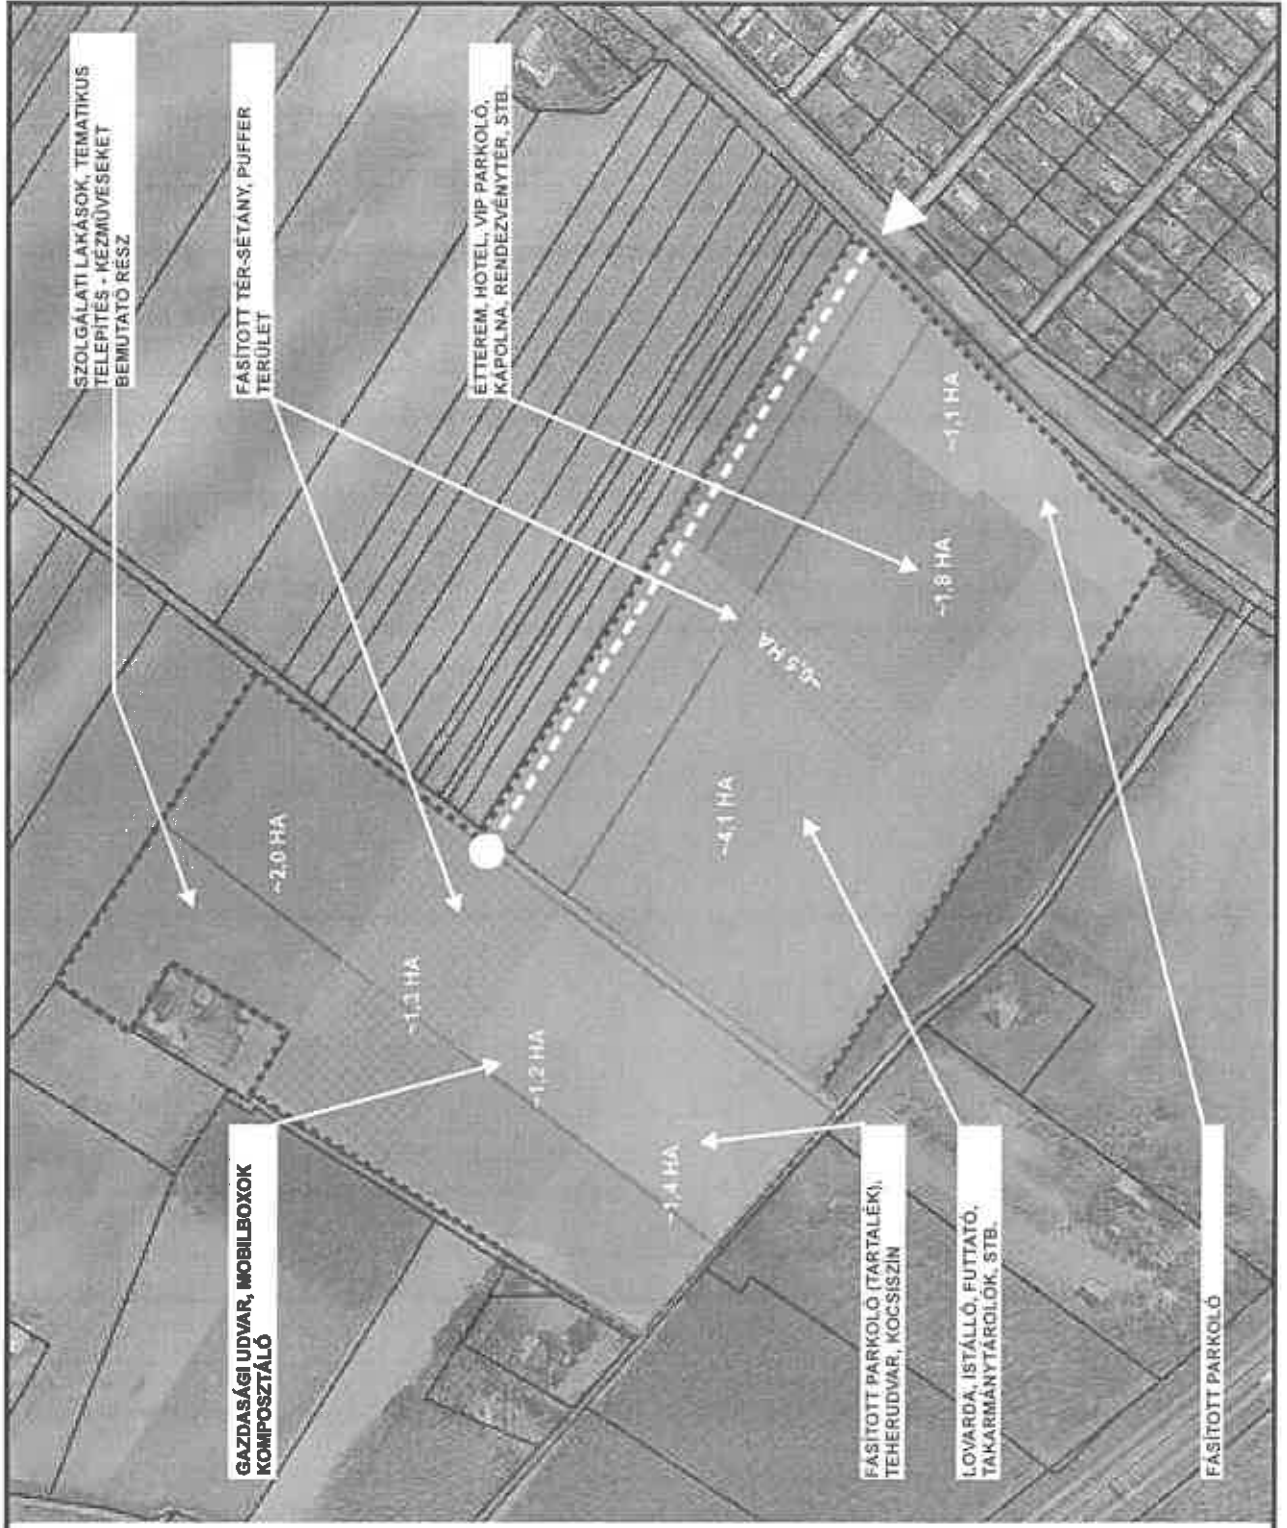 SZOLGÁLATI LAKÁSOK, TEMATIKUS
TELEPÍTÉS - KÉZMŰVESEKET
BEMUTATÓ RÉSZ
FÁSÍTOTT TÉR-SÉTÁNY, PUFFER
TERÜLET
ÉTTEREM, HOTEL, VIP PARKOLÓ,
KÁPOLNA, RENDEZVÉNYTÉR, STB.
~2,0 HA
~1,3 HA
~1,2 HA
~1,4 HA
~4,1 HA
~0,5 HA
~1,8 HA
~1,1 HA
GAZDASÁGI UDVAR, MOBILBOXOK
KOMPOSZTÁLÓ
FÁSÍTOTT PARKOLÓ (TARTALÉK),
TEHERUDVAR, KOCSISZÍN
LOVARDA, ISTÁLLÓ, FUTTATÓ,
TAKARMÁNYTÁROLÓK, STB.
FÁSÍTOTT PARKOLÓ